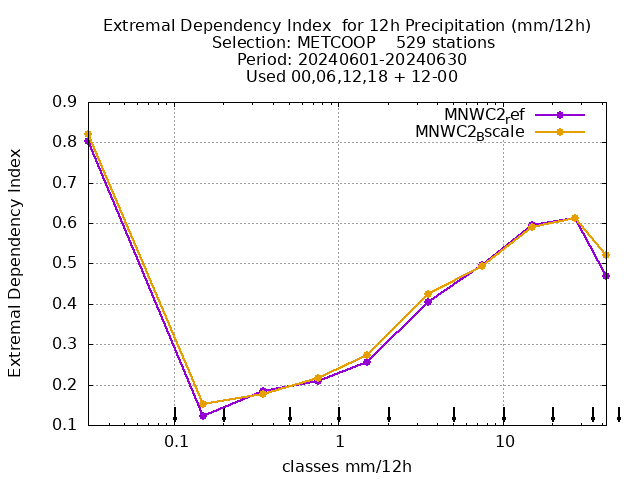 Extremal Dependency Index  for 12h Precipitation (mm/12h)
Selection: METCOOP    529 stations
Period: 20240601-20240630
Used 00,06,12,18 + 12-00
MNWC2ref
MNWC2Bscale
0.9
0.8
0.7
0.6
0.5
0.4
0.3
0.2
0.1
Extremal Dependency Index
0.1 1 10
classes mm/12h